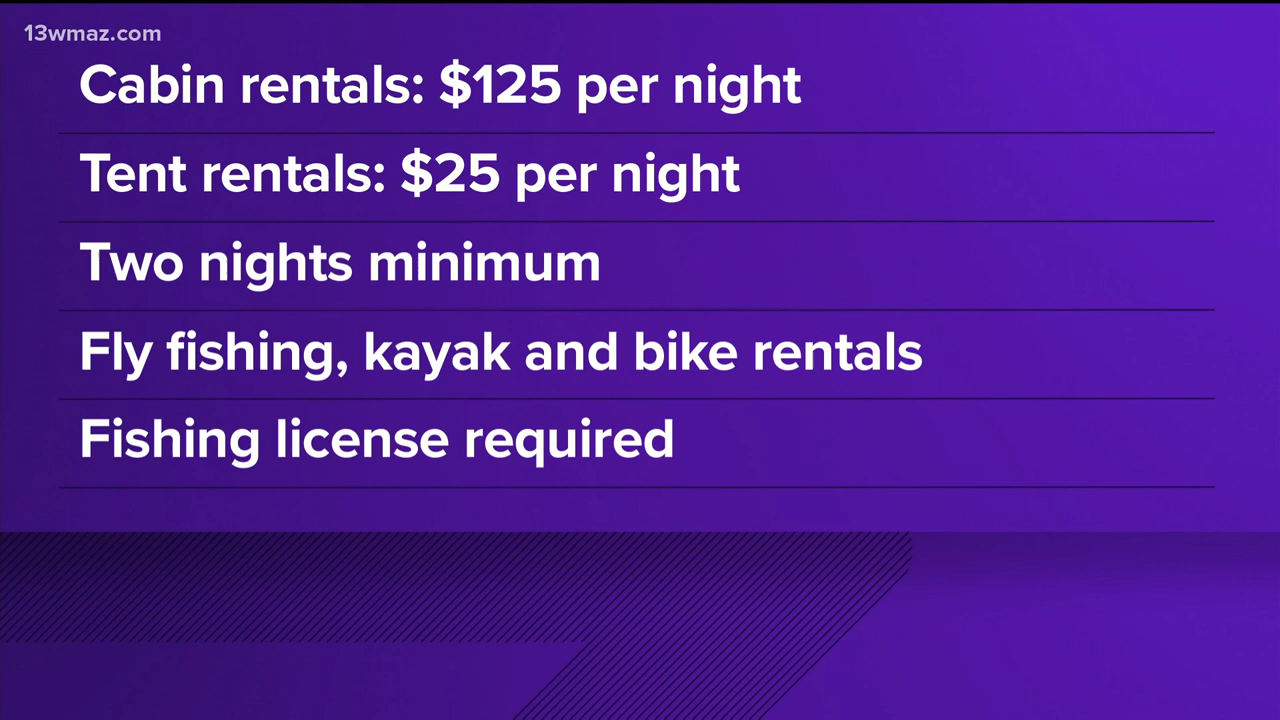 13wmaz.com
Cabin rentals: $125 per night
Tent rentals: $25 per night
Two nights minimum
Fly fishing, kayak and bike rentals
Fishing license required